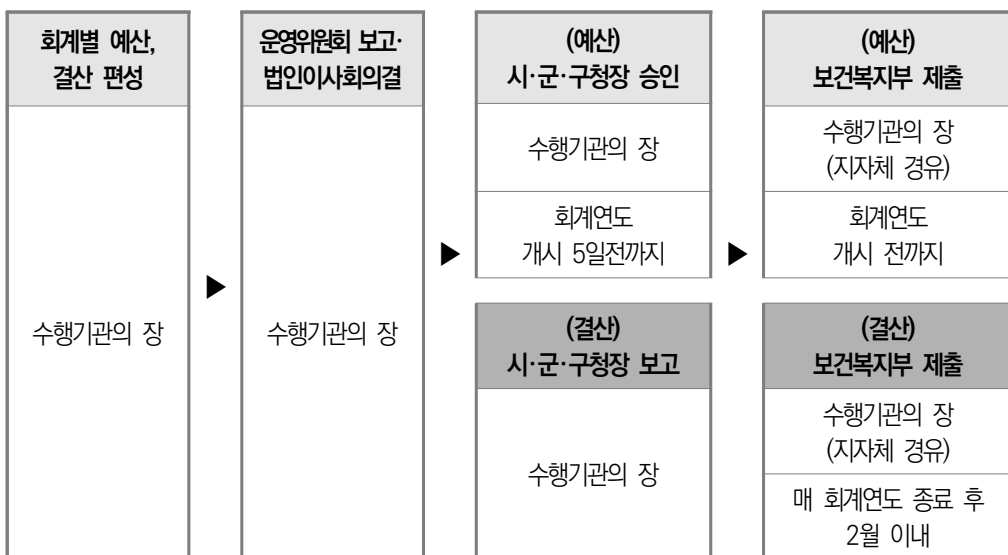 회계별 예산,
결산 편성
수행기관의 장
▶
운영위원회 보고·
법인이사회의결
수행기관의 장
(예산)
시·군·구청장 승인
수행기관의 장
회계연도
개시 5일전까지
▶
(예산)
보건복지부 제출
수행기관의 장
(지자체 경유)
회계연도
개시 전까지
▶
(결산)
시·군·구청장 보고
수행기관의 장
(결산)
보건복지부 제출
수행기관의 장
(지자체 경유)
매 회계연도 종료 후
2월 이내